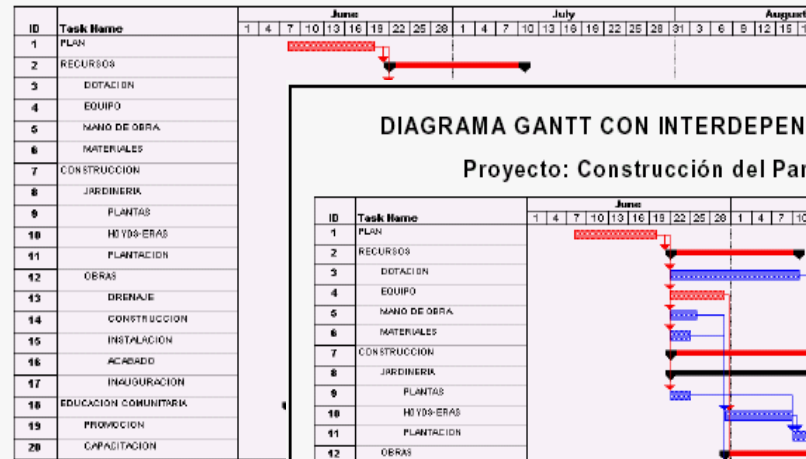 June July August
ID Task Name 1 4 7 10 13 16 19 22 25 28 1 4 7 10 13 16 19 22 25 28 31 3 6 9 12 15
1 PLAN
2 RECURSOS
3 DOTACION
4 EQUIPO
5 MANO DE OBRA
6 MATERIALES
7 CONSTRUCCION
8 JARDINERIA
9 PLANTAS
10 HOYOS-ERAS
11 PLANTACION
12 OBRAS
13 DRENAJE
14 CONSTRUCCION
15 INSTALACION
16 ACABADO
17 INAUGURACION
18 EDUCACION COMUNITARIA
19 PROMOCION
20 CAPACITACION
DIAGRAMA GANTT CON INTERDEPEN
Proyecto: Construcción del Par
June
ID Task Name 1 4 7 10 13 16 19 22 25 28 1 4 7 10
1 PLAN
2 RECURSOS
3 DOTACION
4 EQUIPO
5 MANO DE OBRA
6 MATERIALES
7 CONSTRUCCION
8 JARDINERIA
9 PLANTAS
10 HOYOS-ERAS
11 PLANTACION
12 OBRAS